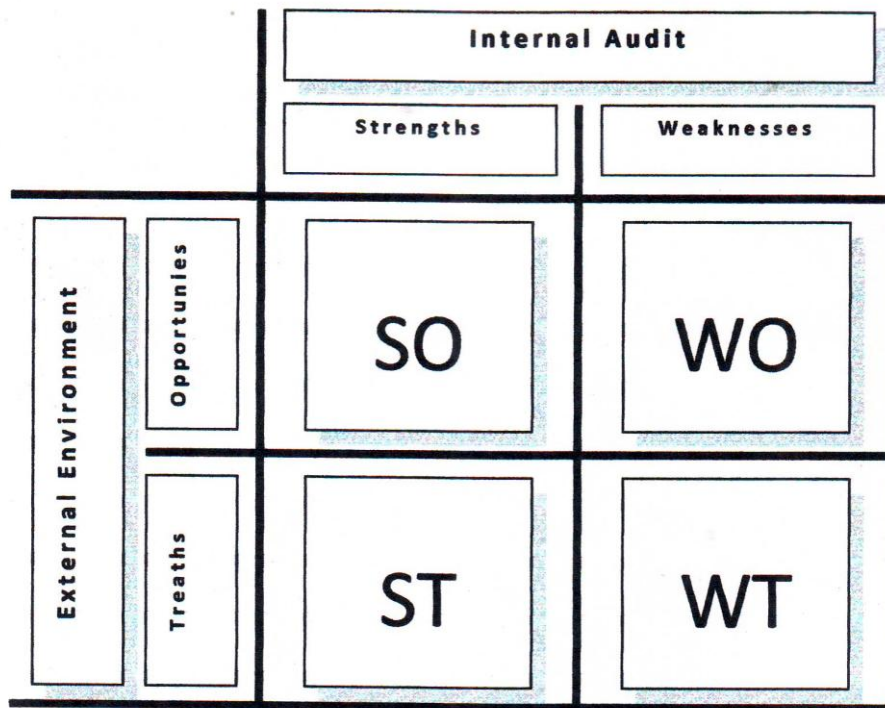 Internal Audit
Strengths
Weaknesses
External Environment
Opportunies
SO
WO
Treaths
ST
WT